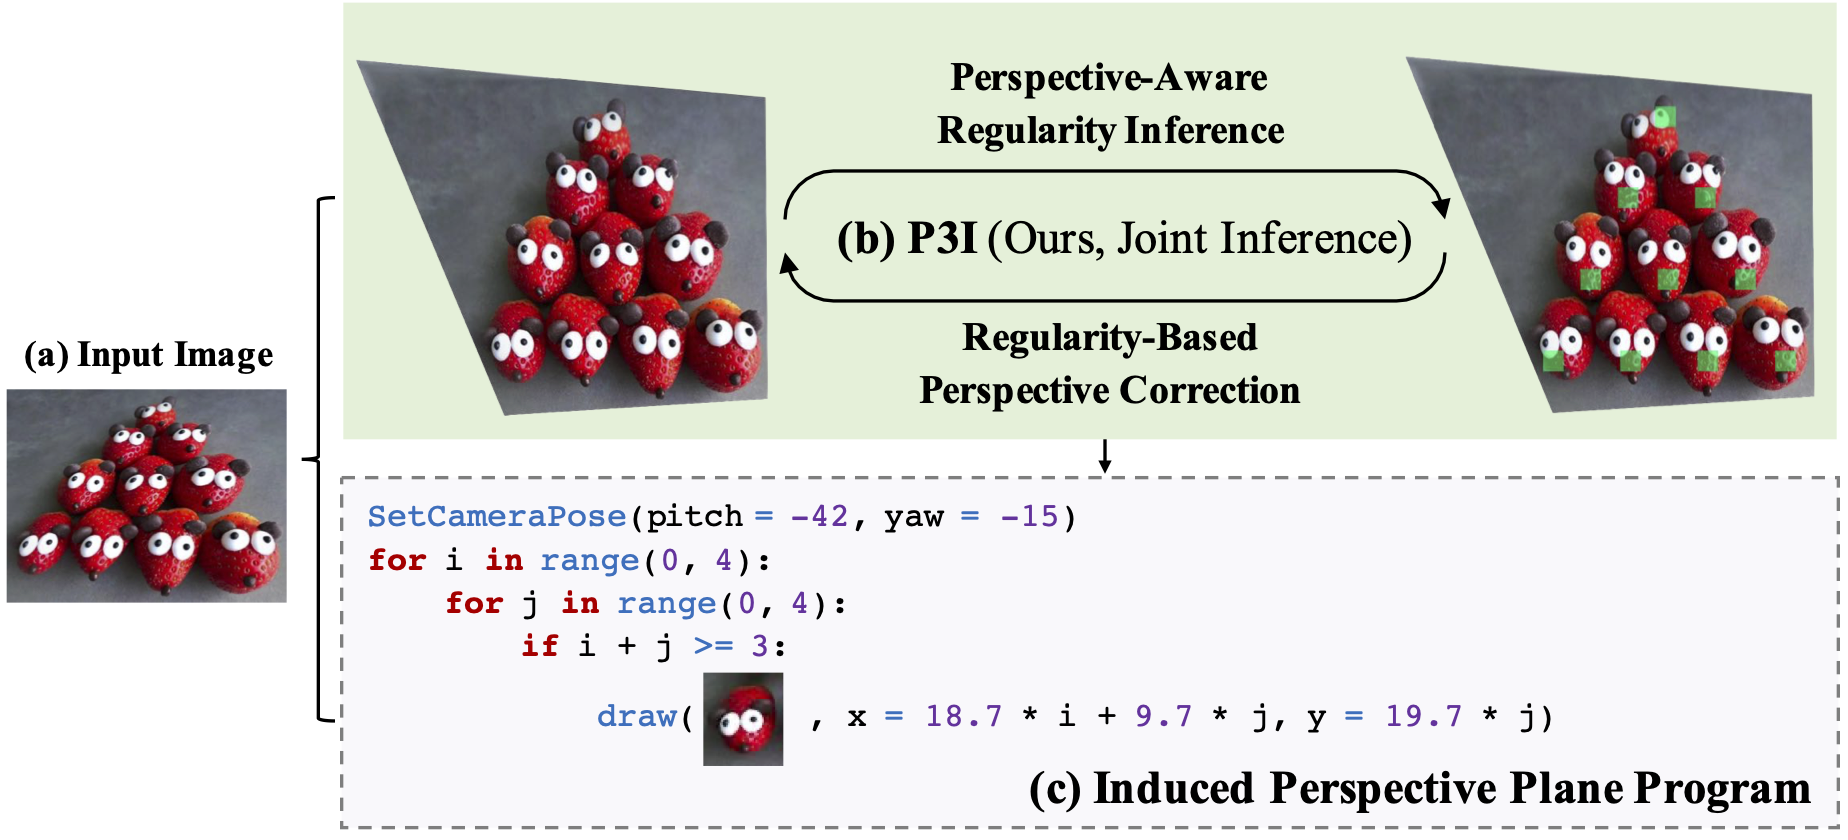 Perspective-Aware
Regularity Inference
(b) P3I (Ours, Joint Inference)
Regularity-Based
Perspective Correction
(a) Input Image
SetCameraPose(pitch = -42, yaw = -15)
for i in range(0, 4):
    for j in range(0, 4):
        if i + j >= 3:
            draw( , x = 18.7 * i + 9.7 * j, y = 19.7 * j)
(c) Induced Perspective Plane Program